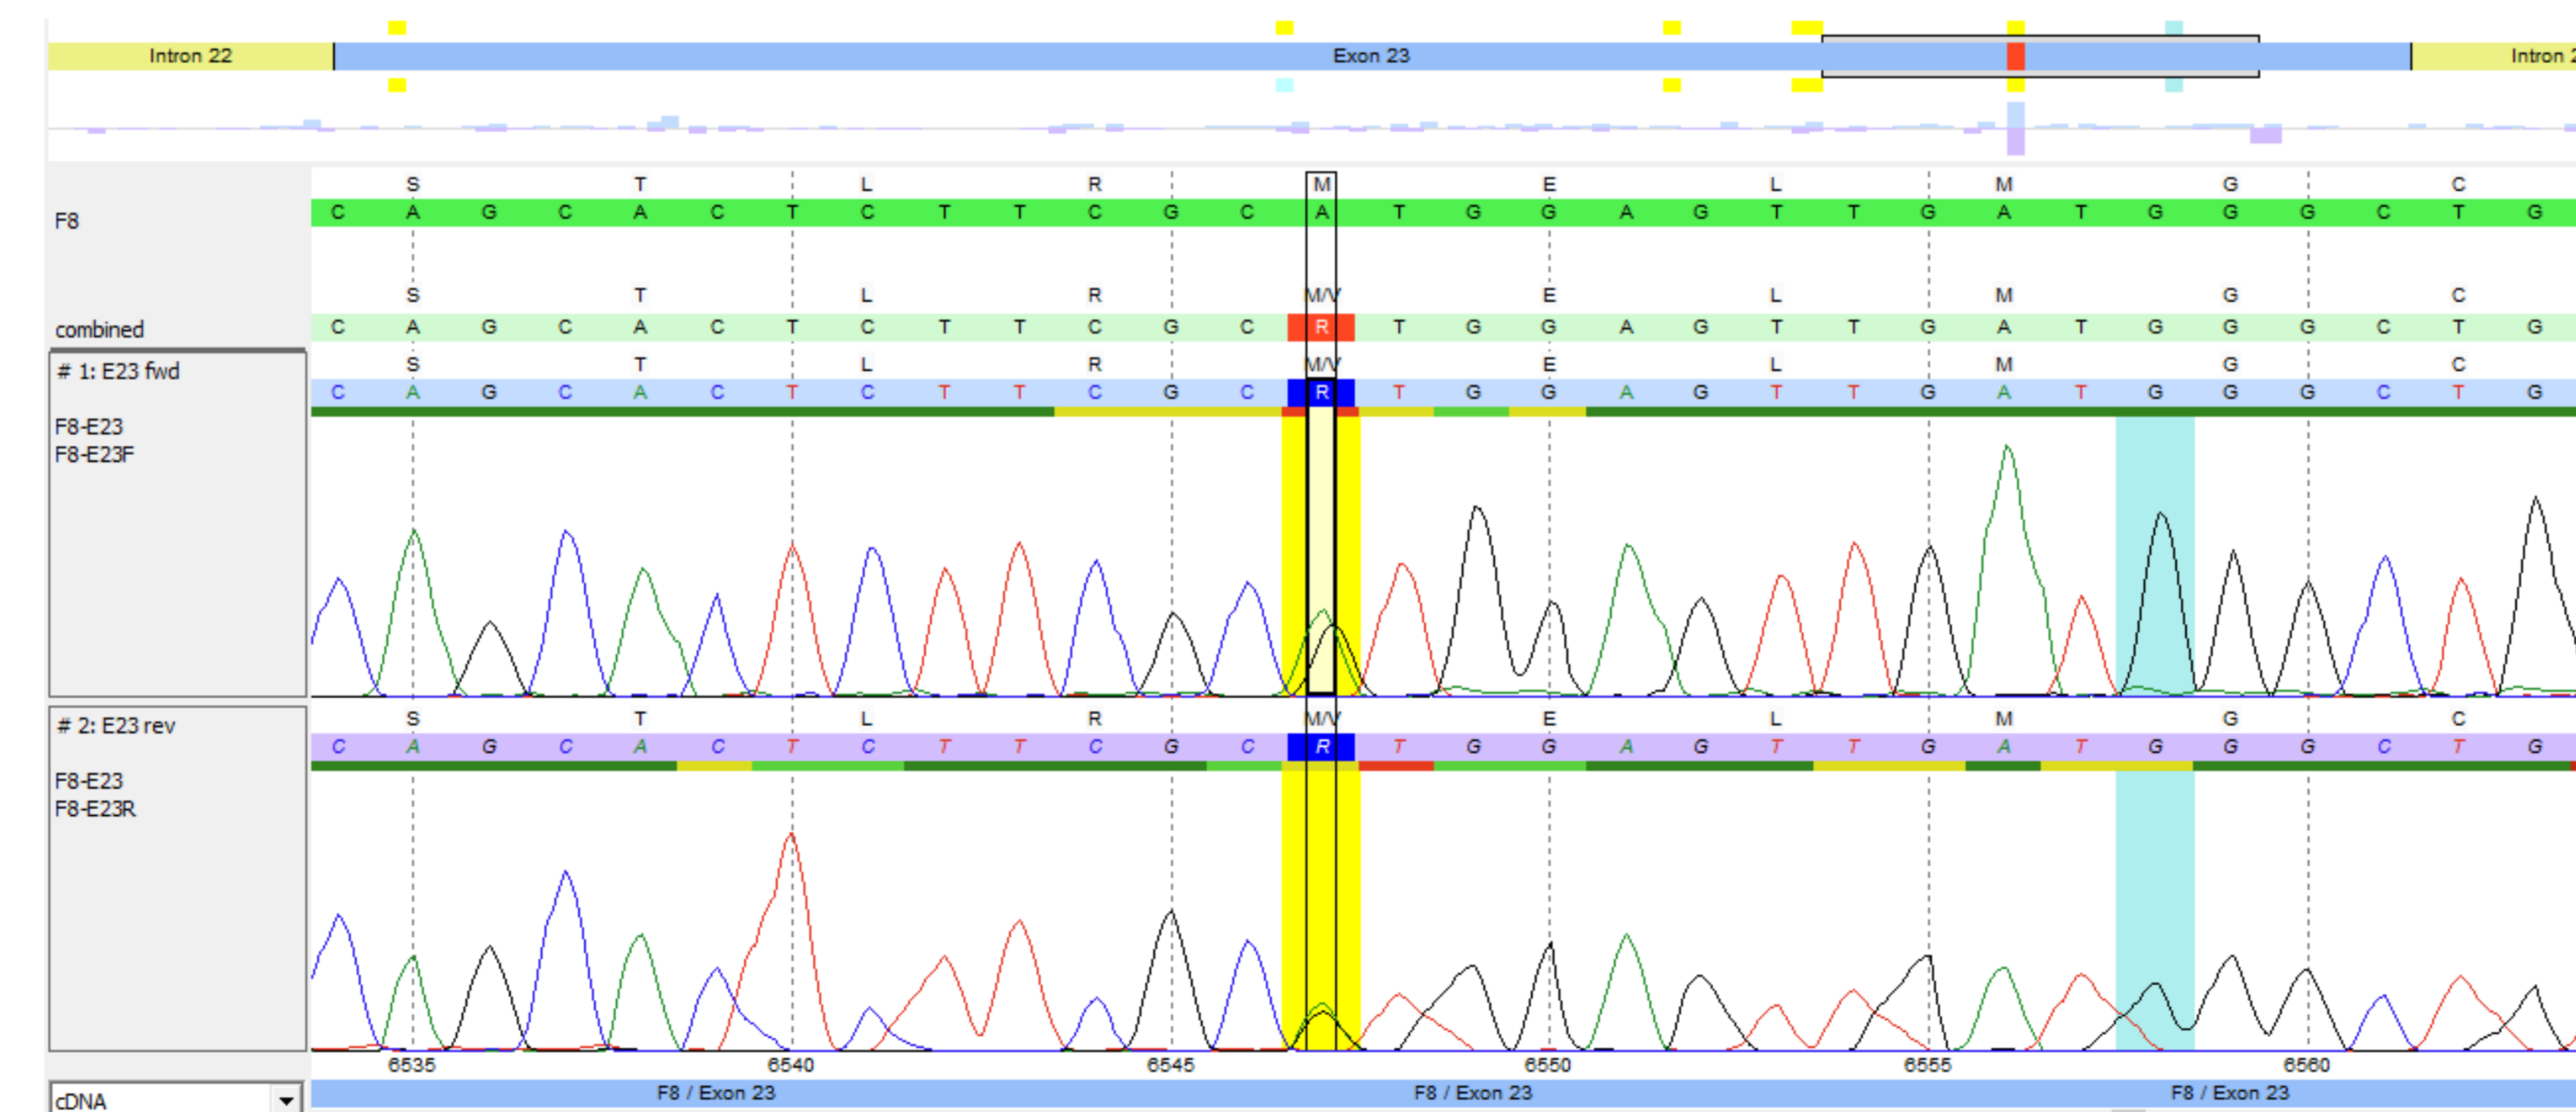 Intron 22 Exon 23 Intron 2
S T L R M E L M G C
F8 C A G C A C T C T T C G C A T G G A G T T G A T G G G C T G
S T L R M/V E L M G C
combined C A G C A C T C T T C G C R T G G A G T T G A T G G G C T G
# 1: E23 fwd S T L R M/V E L M G C
C A G C A C T C T T C G C R T G G A G T T G A T G G G C T G
F8-E23
F8-E23F
# 2: E23 rev S T L R M/V E L M G C
C A G C A C T C T T C G C R T G G A G T T G A T G G G C T G
F8-E23
F8-E23R
6535 6540 6545 6550 6555 6560
cDNA F8 / Exon 23 F8 / Exon 23 F8 / Exon 23